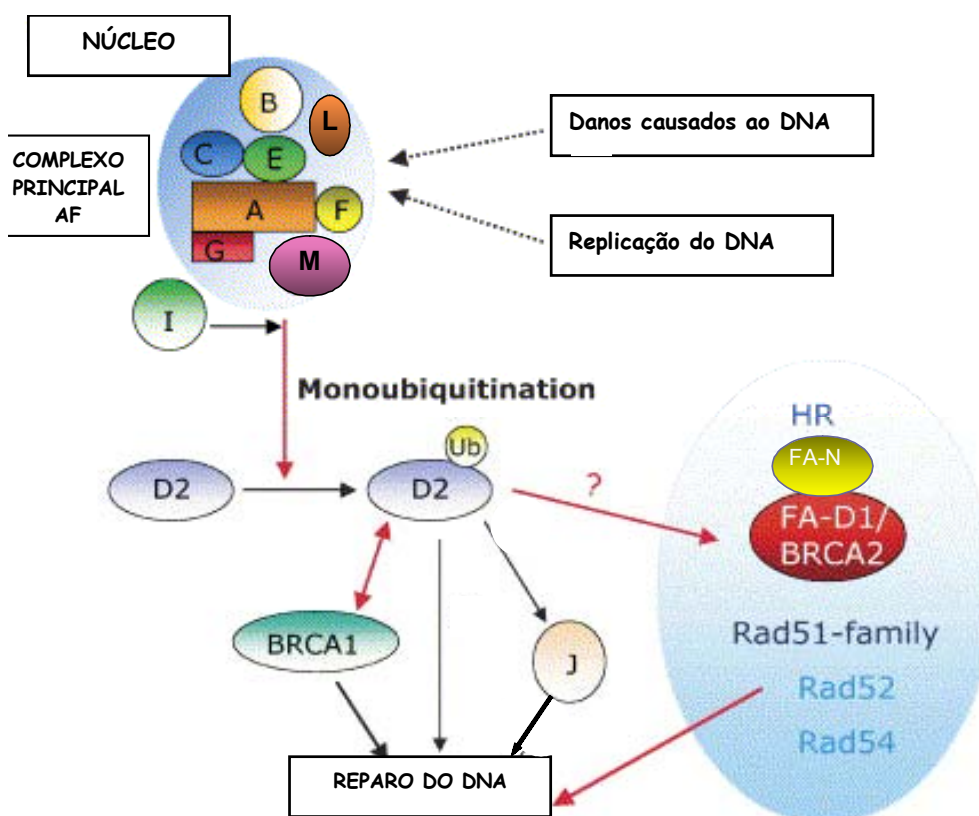 NÚCLEO
B
L
C
E
A
F
G
M
COMPLEXO
PRINCIPAL
AF
Danos causados ao DNA
Replicação do DNA
I
Monoubiquitination
D2
Ub
D2
?
HR
FA-N
FA-D1/
BRCA2
BRCA1
J
Rad51-family
Rad52
Rad54
REPARO DO DNA